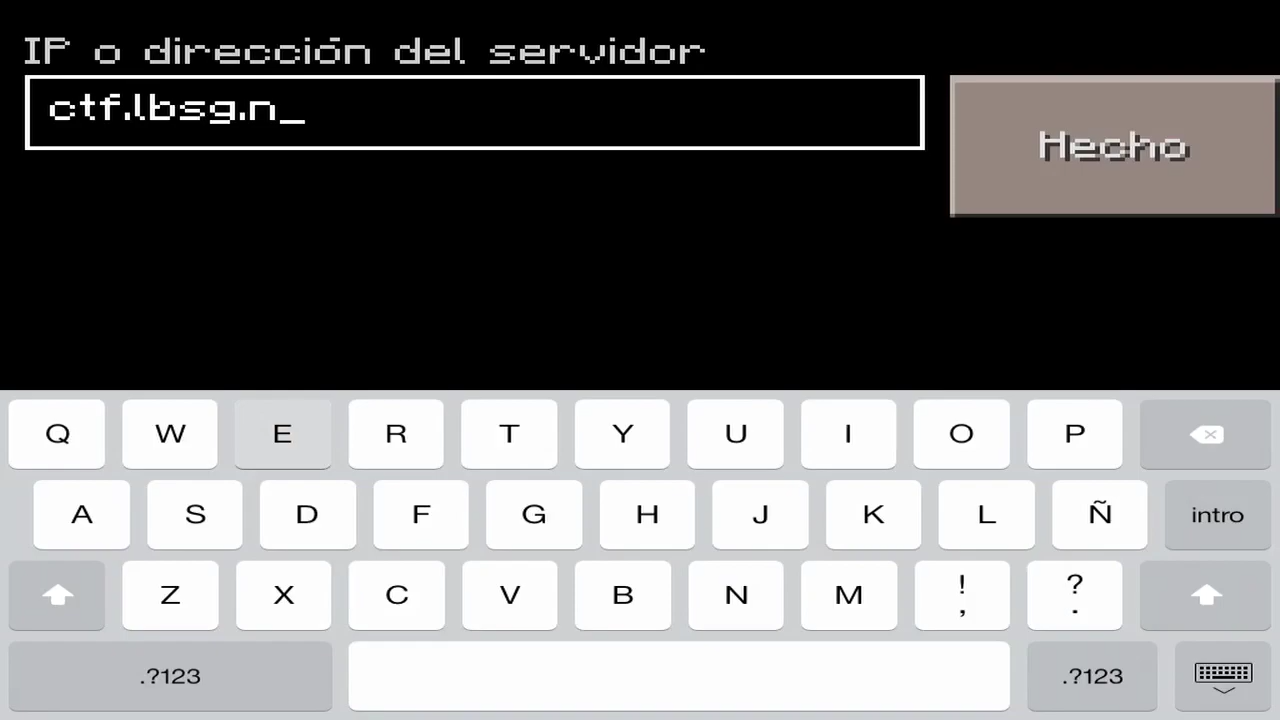 IP o dirección del servidor
ctf.lbsg.n_
Hecho
Q W E R T Y U I O P
A S D F G H J K L Ñ intro
Z X C V B N M ! , ? .
.?123 .?123